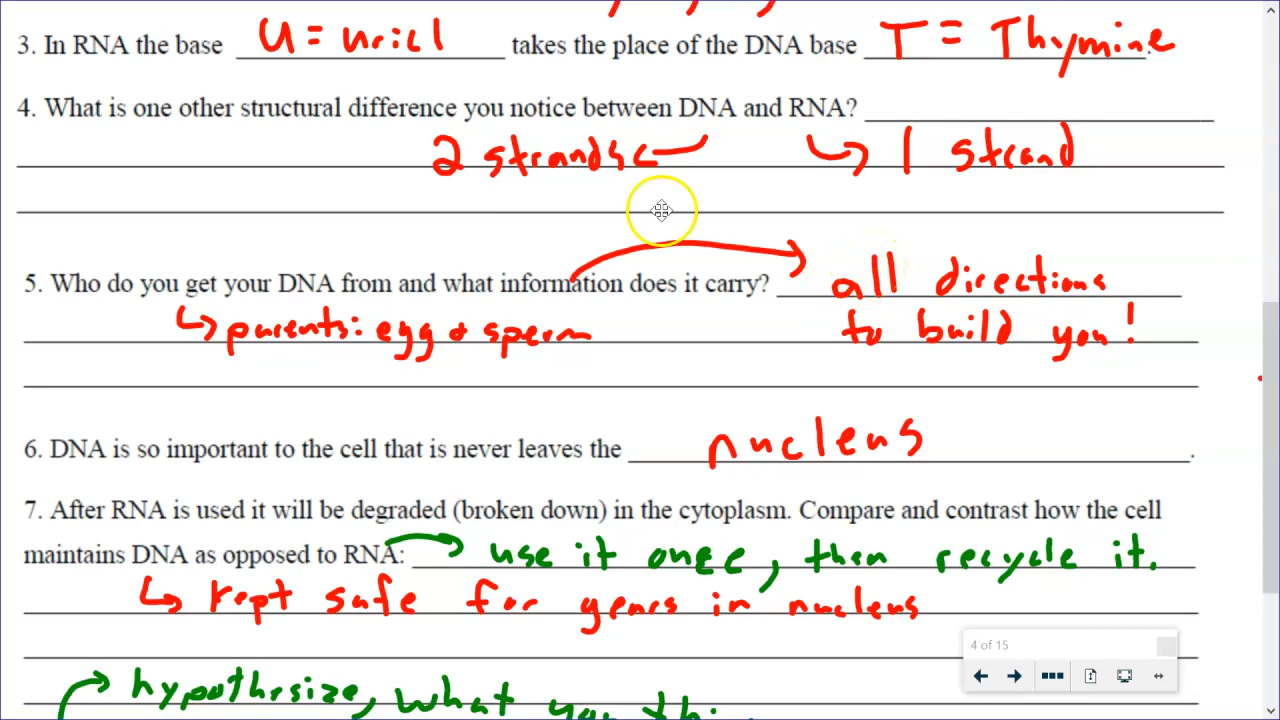 3. In RNA the base U = uricl takes the place of the DNA base T = Thymine.
4. What is one other structural difference you notice between DNA and RNA?
2 strands 1 strand
5. Who do you get your DNA from and what information does it carry? all directions
parents: egg + sperm to build you!
6. DNA is so important to the cell that is never leaves the nucleus.
7. After RNA is used it will be degraded (broken down) in the cytoplasm. Compare and contrast how the cell
maintains DNA as opposed to RNA: use it once, then recycle it.
kept safe for years in nucleus
4 of 15
hypothesize, what you